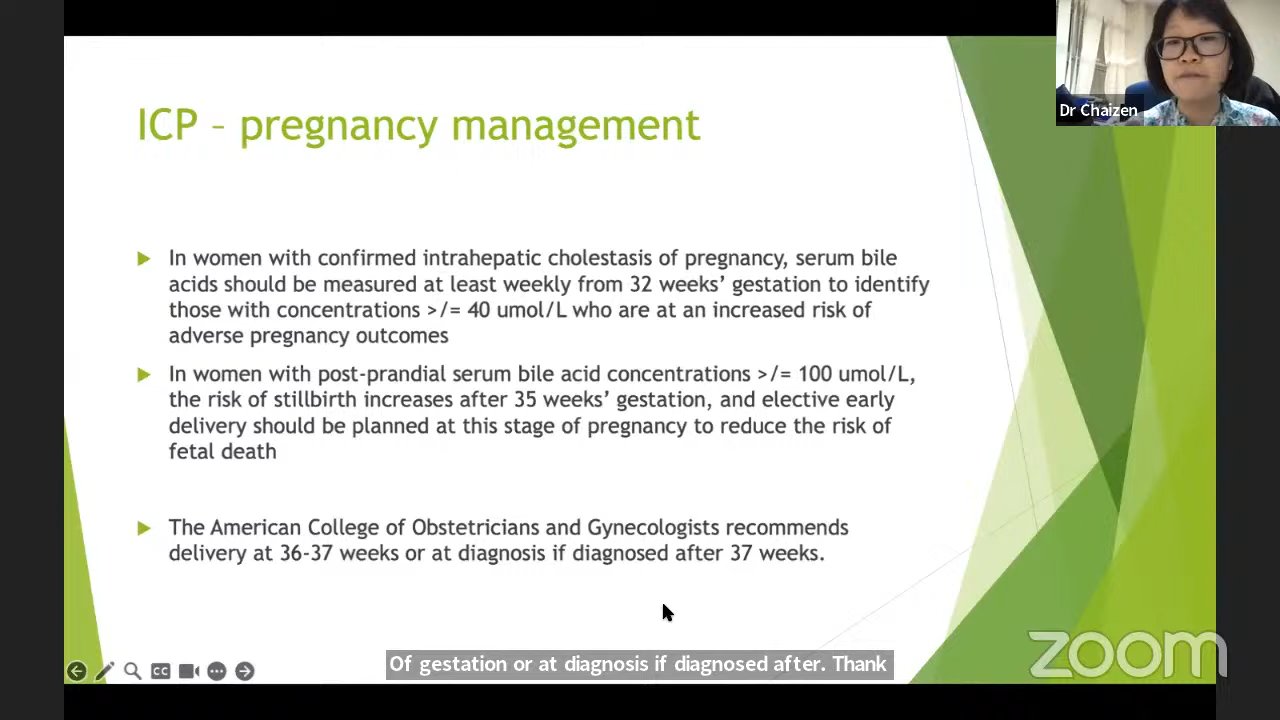 Dr Chaizen
ICP – pregnancy management
In women with confirmed intrahepatic cholestasis of pregnancy, serum bile
acids should be measured at least weekly from 32 weeks’ gestation to identify
those with concentrations >/= 40 umol/L who are at an increased risk of
adverse pregnancy outcomes
In women with post-prandial serum bile acid concentrations >/= 100 umol/L,
the risk of stillbirth increases after 35 weeks’ gestation, and elective early
delivery should be planned at this stage of pregnancy to reduce the risk of
fetal death
The American College of Obstetricians and Gynecologists recommends
delivery at 36-37 weeks or at diagnosis if diagnosed after 37 weeks.
Of gestation or at diagnosis if diagnosed after. Thank
CC
zoom